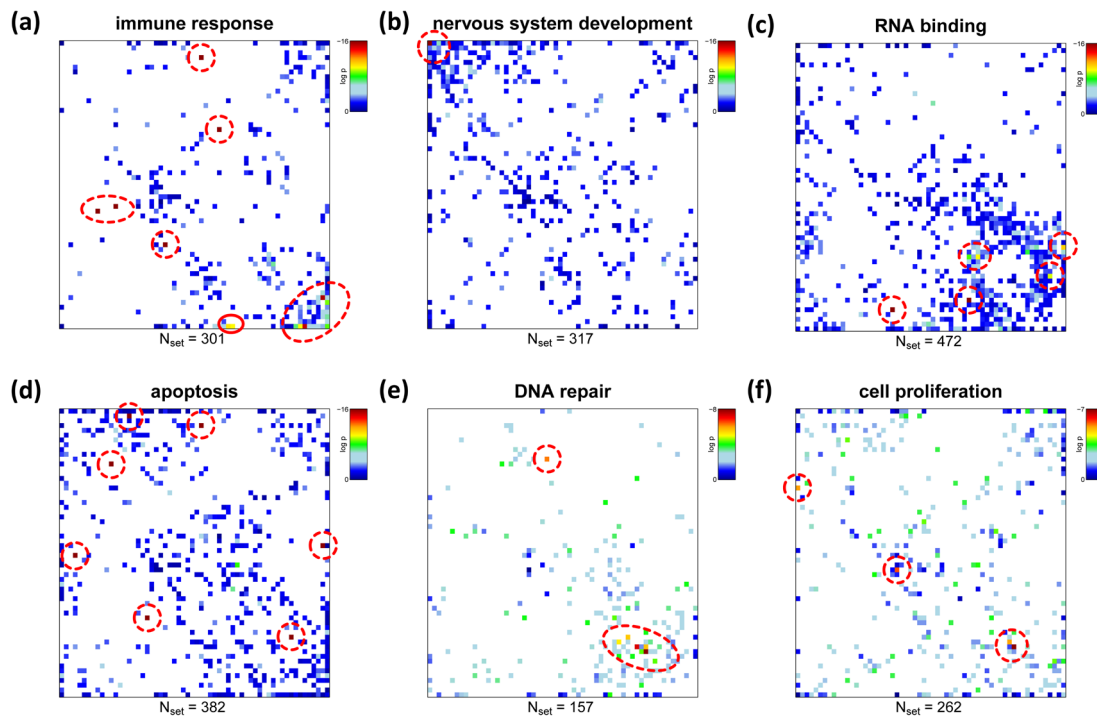 (a) immune response
-16
log p
0
N_set = 301
(b) nervous system development
-16
log p
0
N_set = 317
(c) RNA binding
-16
log p
0
N_set = 472
(d) apoptosis
-16
log p
0
N_set = 382
(e) DNA repair
-8
log p
0
N_set = 157
(f) cell proliferation
-7
log p
0
N_set = 262